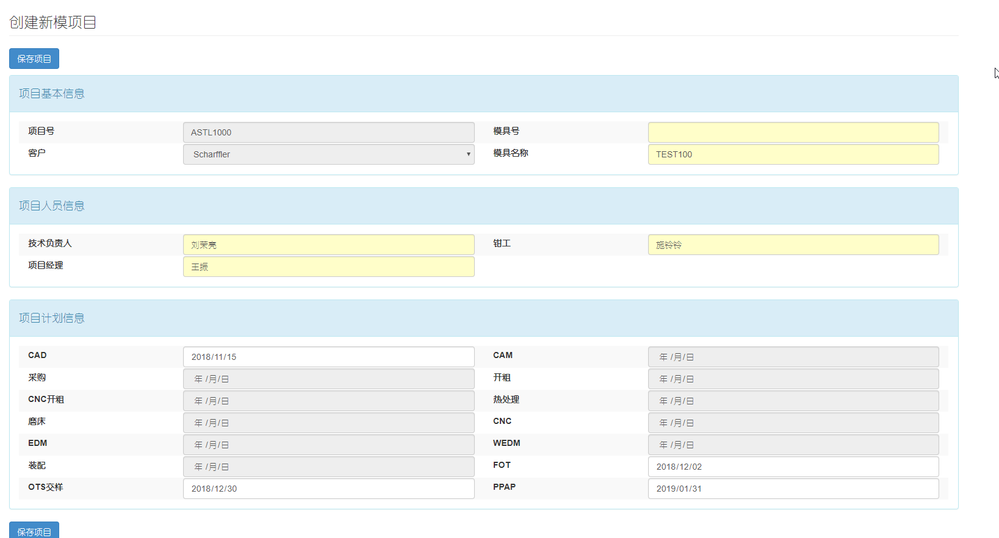 创建新模项目
保存项目
项目基本信息
项目号 ASTL1000 模具号
客户 Scharffler 模具名称 TEST100
项目人员信息
技术负责人 刘荣亮 钳工 施铃铃
项目经理 王振
项目计划信息
CAD 2018/11/15 CAM 年 /月/日
采购 年 /月/日 开粗 年 /月/日
CNC开粗 年 /月/日 热处理 年 /月/日
磨床 年 /月/日 CNC 年 /月/日
EDM 年 /月/日 WEDM 年 /月/日
装配 年 /月/日 FOT 2018/12/02
OTS交样 2018/12/30 PPAP 2019/01/31
保存项目